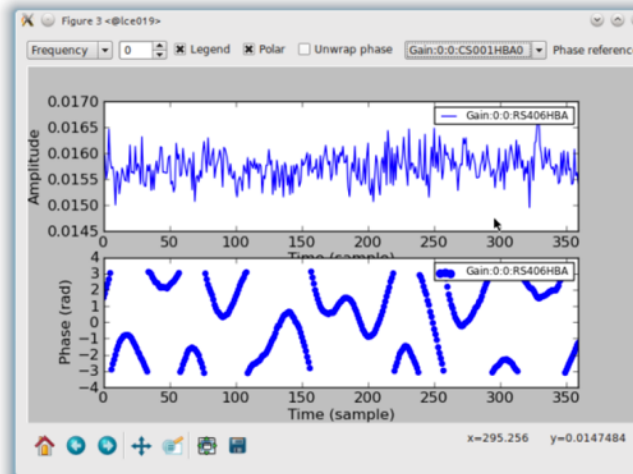 Figure 3 <@lce019>
Frequency 0 Legend Polar Unwrap phase Gain:0:0:CS001HBA0 Phase reference
0.0170
0.0165
0.0160
0.0155
0.0150
0.0145
Amplitude
Gain:0:0:RS406HBA
0 50 100 150 200 250 300 350
Time (sample)
4
3
2
1
0
−1
−2
−3
−4
Phase (rad)
Gain:0:0:RS406HBA
0 50 100 150 200 250 300 350
Time (sample)
x=295.256 y=0.0147484